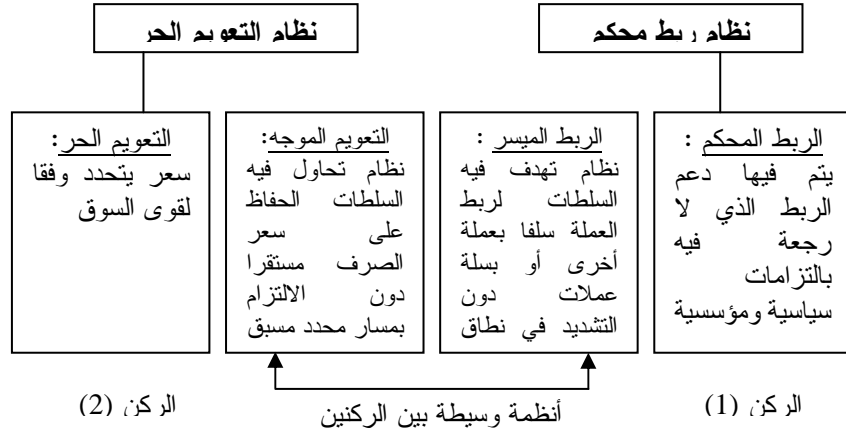 نظام ربط محكم
نظام التعويم الحر
الربط المحكم :
يتم فيها دعم
الربط الذي لا
رجعة فيه
بالتزامات
سياسية ومؤسسية
الربط الميسر :
نظام تهدف فيه
السلطات لربط
العملة سلفا بعملة
أخرى أو بسلة
عملات دون
التشديد في نطاق
التعويم الموجه:
نظام تحاول فيه
السلطات الحفاظ
على سعر
الصرف مستقرا
دون الالتزام
بمسار محدد مسبق
التعويم الحر:
سعر يتحدد وفقا
لقوى السوق
الركن (1)
أنظمة وسيطة بين الركنين
الركن (2)